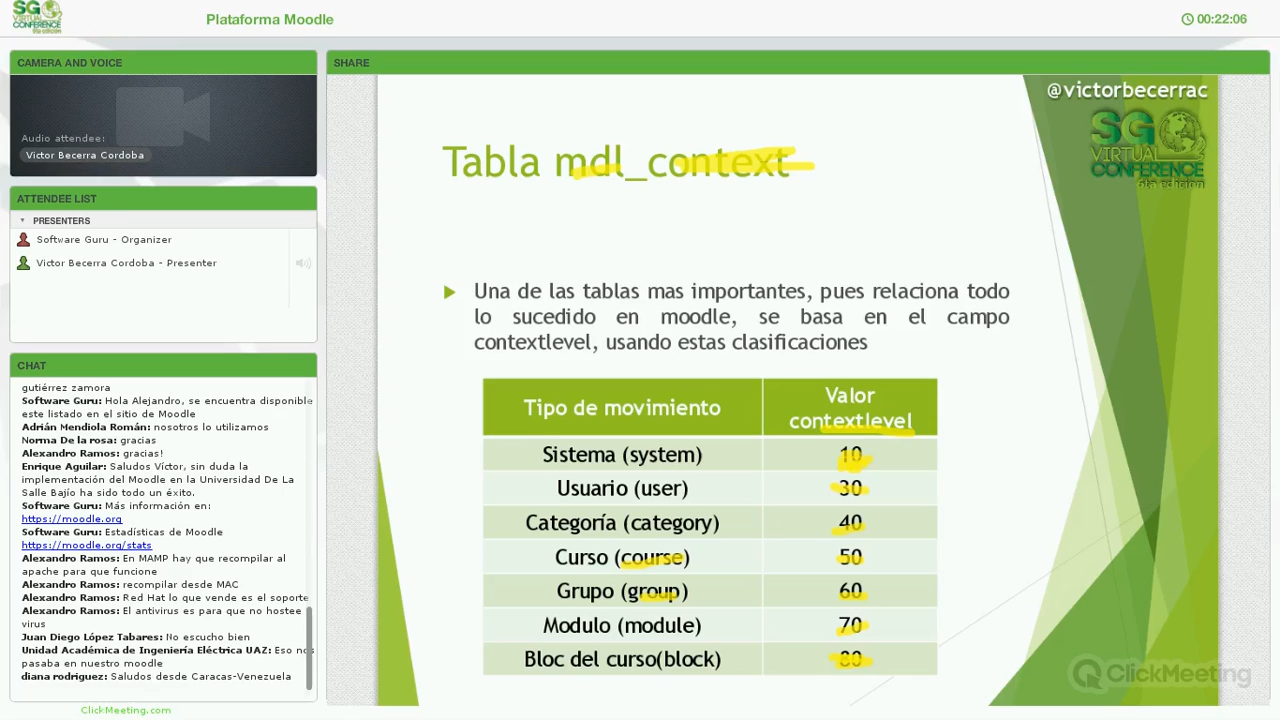 SG
VIRTUAL
CONFERENCE
6ta edición
Plataforma Moodle
00:22:06
CAMERA AND VOICE
Audio attendee:
Victor Becerra Cordoba
ATTENDEE LIST
PRESENTERS
Software Guru - Organizer
Victor Becerra Cordoba - Presenter
CHAT
gutiérrez zamora
Software Guru: Hola Alejandro, se encuentra disponible
este listado en el sitio de Moodle
Adrián Mendiola Román: nosotros lo utilizamos
Norma De la rosa: gracias
Alexandro Ramos: gracias!
Enrique Aguilar: Saludos Víctor, sin duda la
implementación del Moodle en la Universidad De La
Salle Bajío ha sido todo un éxito.
Software Guru: Más información en:
https://moodle.org
Software Guru: Estadísticas de Moodle
https://moodle.org/stats
Alexandro Ramos: En MAMP hay que recompilar al
apache para que funcione
Alexandro Ramos: recompilar desde MAC
Alexandro Ramos: Red Hat lo que vende es el soporte
Alexandro Ramos: El antivirus es para que no hostee
virus
Juan Diego López Tabares: No escucho bien
Unidad Académica de Ingeniería Eléctrica UAZ: Eso nos
pasaba en nuestro moodle
diana rodriguez: Saludos desde Caracas-Venezuela
ClickMeeting.com
SHARE
@victorbecerrac
SG
VIRTUAL
CONFERENCE
6ta edición
Tabla mdl_context
Una de las tablas mas importantes, pues relaciona todo
lo sucedido en moodle, se basa en el campo
contextlevel, usando estas clasificaciones
Tipo de movimiento Valor contextlevel
Sistema (system) 10
Usuario (user) 30
Categoría (category) 40
Curso (course) 50
Grupo (group) 60
Modulo (module) 70
Bloc del curso(block) 80
ClickMeeting